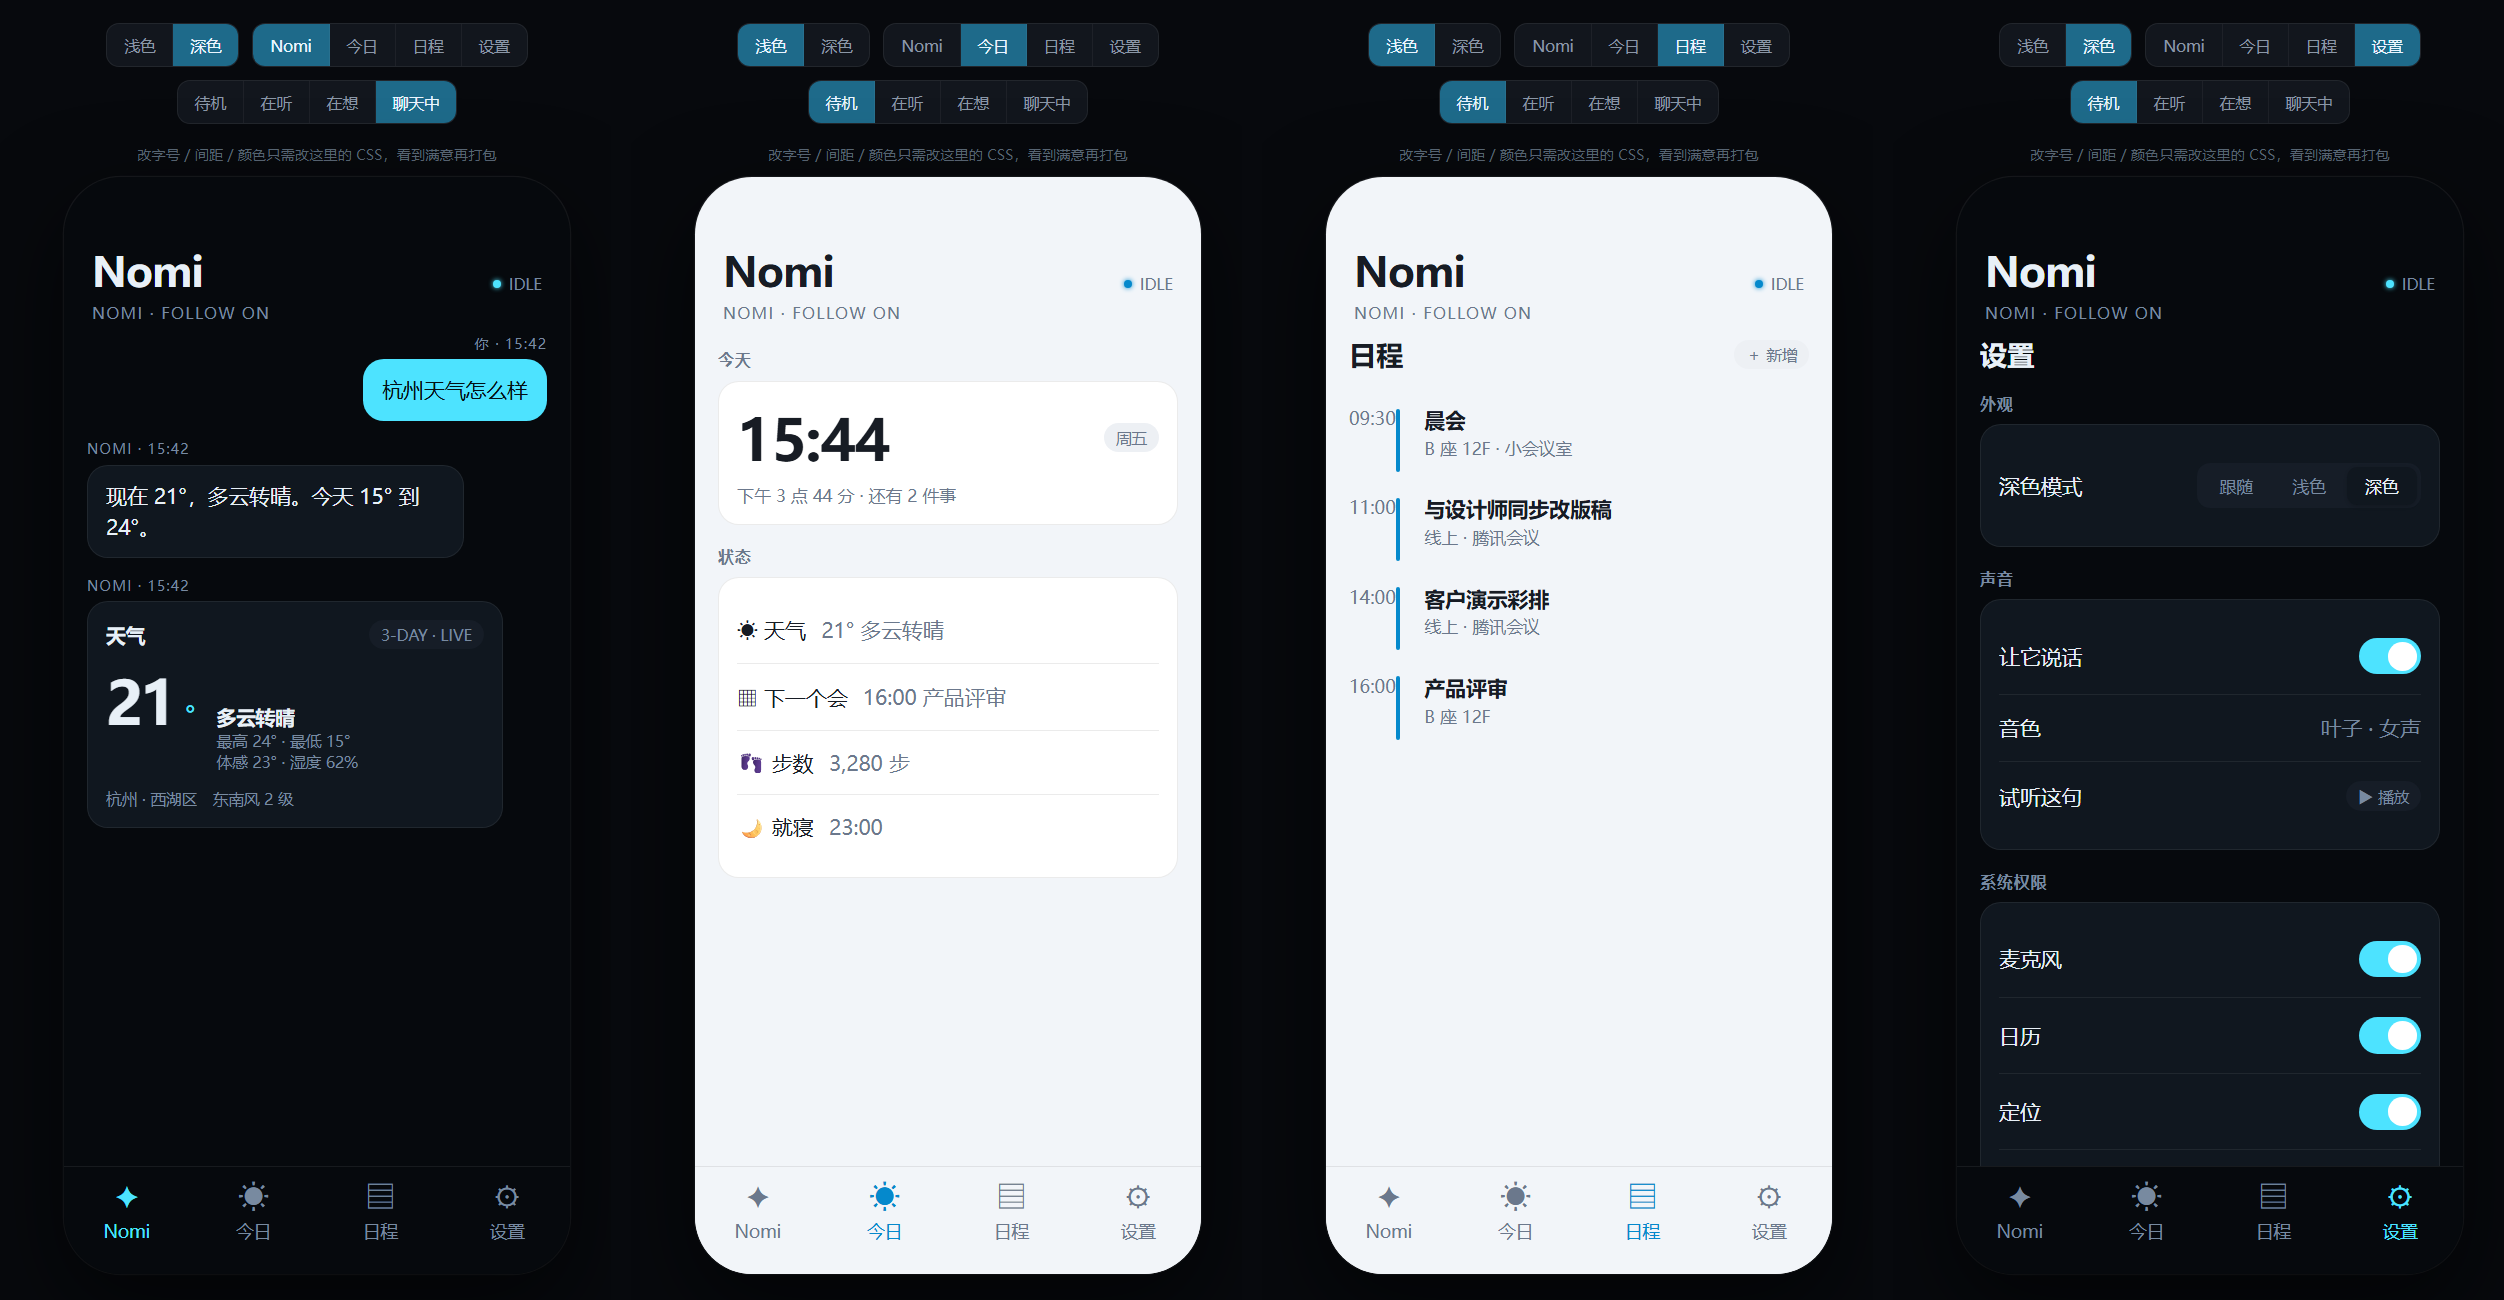 浅色 深色 Nomi 今日 日程 设置
待机 在听 在想 聊天中
改字号 / 间距 / 颜色只需改这里的 CSS，看到满意再打包
Nomi
IDLE
NOMI · FOLLOW ON
你 · 15:42
杭州天气怎么样
NOMI · 15:42
现在 21°，多云转晴。今天 15° 到
24°。
NOMI · 15:42
天气 3-DAY · LIVE
21 °
多云转晴
最高 24° · 最低 15°
体感 23° · 湿度 62%
杭州 · 西湖区 东南风 2 级
Nomi 今日 日程 设置
浅色 深色 Nomi 今日 日程 设置
待机 在听 在想 聊天中
改字号 / 间距 / 颜色只需改这里的 CSS，看到满意再打包
Nomi
IDLE
NOMI · FOLLOW ON
今天
15:44 周五
下午 3 点 44 分 · 还有 2 件事
状态
天气 21° 多云转晴
下一个会 16:00 产品评审
步数 3,280 步
就寝 23:00
Nomi 今日 日程 设置
浅色 深色 Nomi 今日 日程 设置
待机 在听 在想 聊天中
改字号 / 间距 / 颜色只需改这里的 CSS，看到满意再打包
Nomi
IDLE
NOMI · FOLLOW ON
日程 + 新增
09:30 晨会
B 座 12F · 小会议室
11:00 与设计师同步改版稿
线上 · 腾讯会议
14:00 客户演示彩排
线上 · 腾讯会议
16:00 产品评审
B 座 12F
Nomi 今日 日程 设置
浅色 深色 Nomi 今日 日程 设置
待机 在听 在想 聊天中
改字号 / 间距 / 颜色只需改这里的 CSS，看到满意再打包
Nomi
IDLE
NOMI · FOLLOW ON
设置
外观
深色模式 跟随 浅色 深色
声音
让它说话
音色 叶子 · 女声
试听这句 ▶ 播放
系统权限
麦克风
日历
定位
Nomi 今日 日程 设置